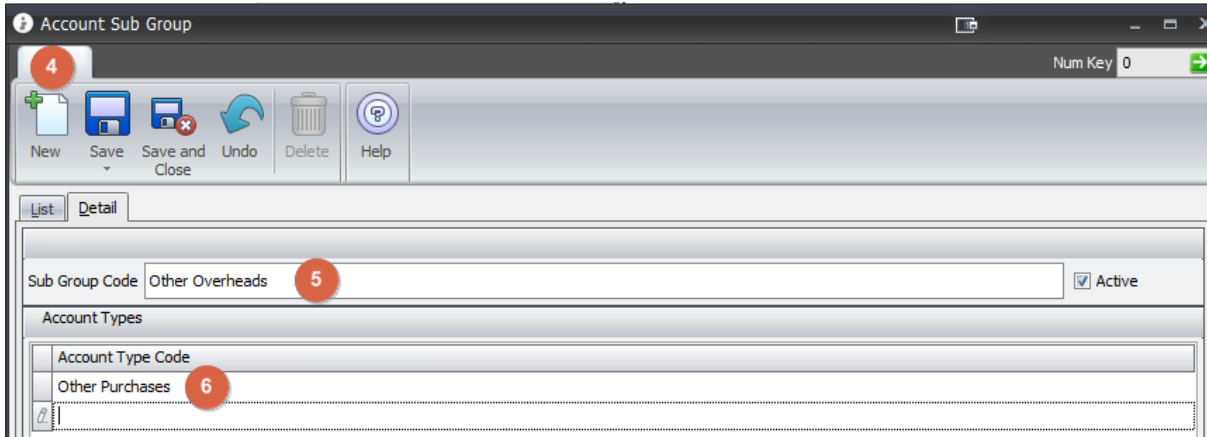 Account Sub Group
4
Num Key 0
New
Save
Save and Close
Undo
Delete
Help
List
Detail
Sub Group Code Other Overheads 5 Active
Account Types
Account Type Code
Other Purchases 6